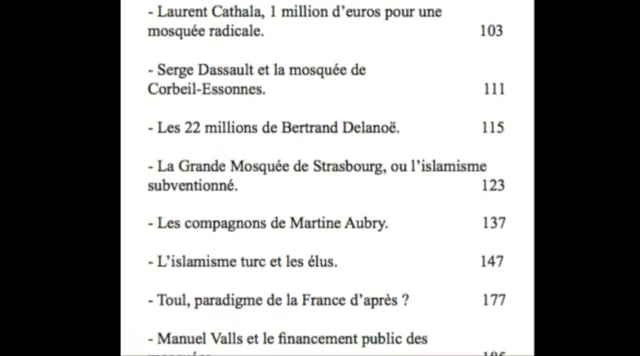 - Laurent Cathala, 1 million d'euros pour une
mosquée radicale. 103
- Serge Dassault et la mosquée de
Corbeil-Essonnes. 111
- Les 22 millions de Bertrand Delanoë. 115
- La Grande Mosquée de Strasbourg, ou l'islamisme
subventionné. 123
- Les compagnons de Martine Aubry. 137
- L'islamisme turc et les élus. 147
- Toul, paradigme de la France d'après ? 177
- Manuel Valls et le financement public des